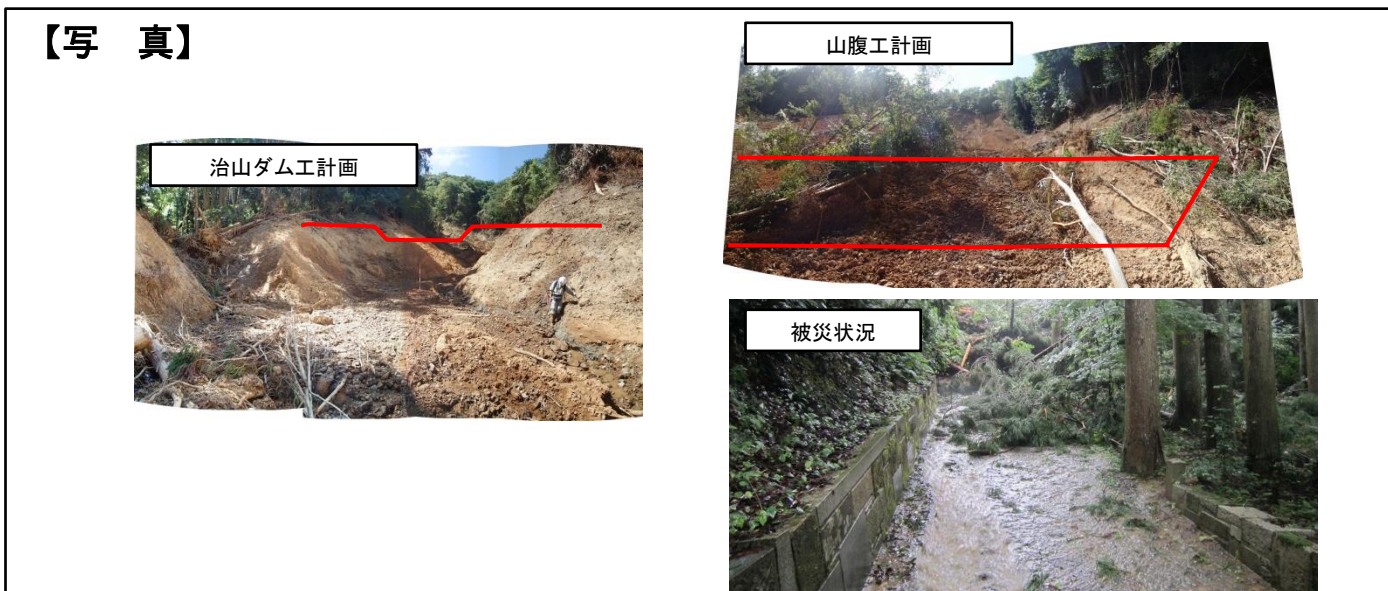 【写　真】
山腹工計画
治山ダム工計画
被災状況